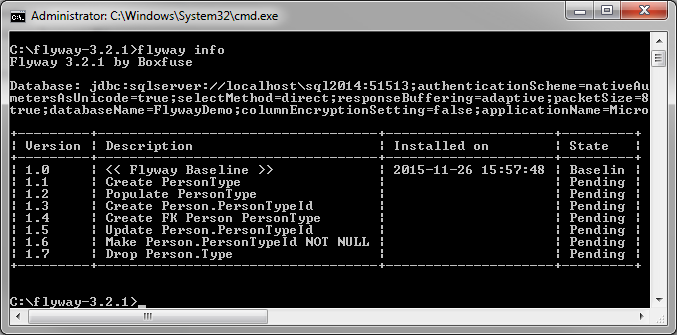 Administrator: C:\Windows\System32\cmd.exe
C:\flyway-3.2.1>flyway info
Flyway 3.2.1 by Boxfuse
Database: jdbc:sqlserver://localhost\sql2014:51513;authenticationScheme=nativeAu
metersAsUnicode=true;selectMethod=direct;responseBuffering=adaptive;packetSize=8
true;databaseName=FlywayDemo;columnEncryptionSetting=false;applicationName=Micro
+---------+----------------------------------+---------------------+---------+
| Version | Description | Installed on | State |
+---------+----------------------------------+---------------------+---------+
| 1.0 | << Flyway Baseline >> | 2015-11-26 15:57:48 | Baselin |
| 1.1 | Create PersonType | | Pending |
| 1.2 | Populate PersonType | | Pending |
| 1.3 | Create Person.PersonTypeId | | Pending |
| 1.4 | Create FK Person PersonType | | Pending |
| 1.5 | Update Person.PersonTypeId | | Pending |
| 1.6 | Make Person.PersonTypeId NOT NULL | | Pending |
| 1.7 | Drop Person.Type | | Pending |
+---------+----------------------------------+---------------------+---------+
C:\flyway-3.2.1>_